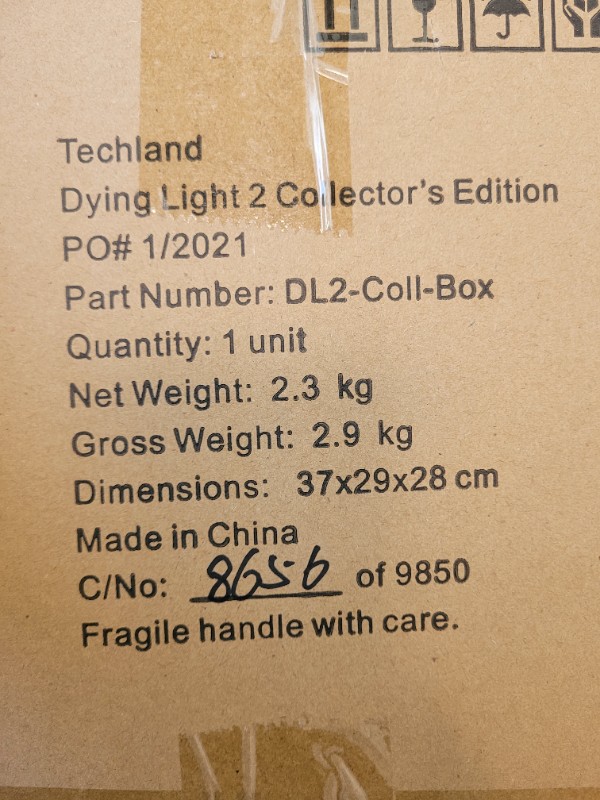 Techland
Dying Light 2 Collector's Edition
PO# 1/2021
Part Number: DL2-Coll-Box
Quantity: 1 unit
Net Weight: 2.3 kg
Gross Weight: 2.9 kg
Dimensions: 37x29x28 cm
Made in China
C/No: 8656 of 9850
Fragile handle with care.